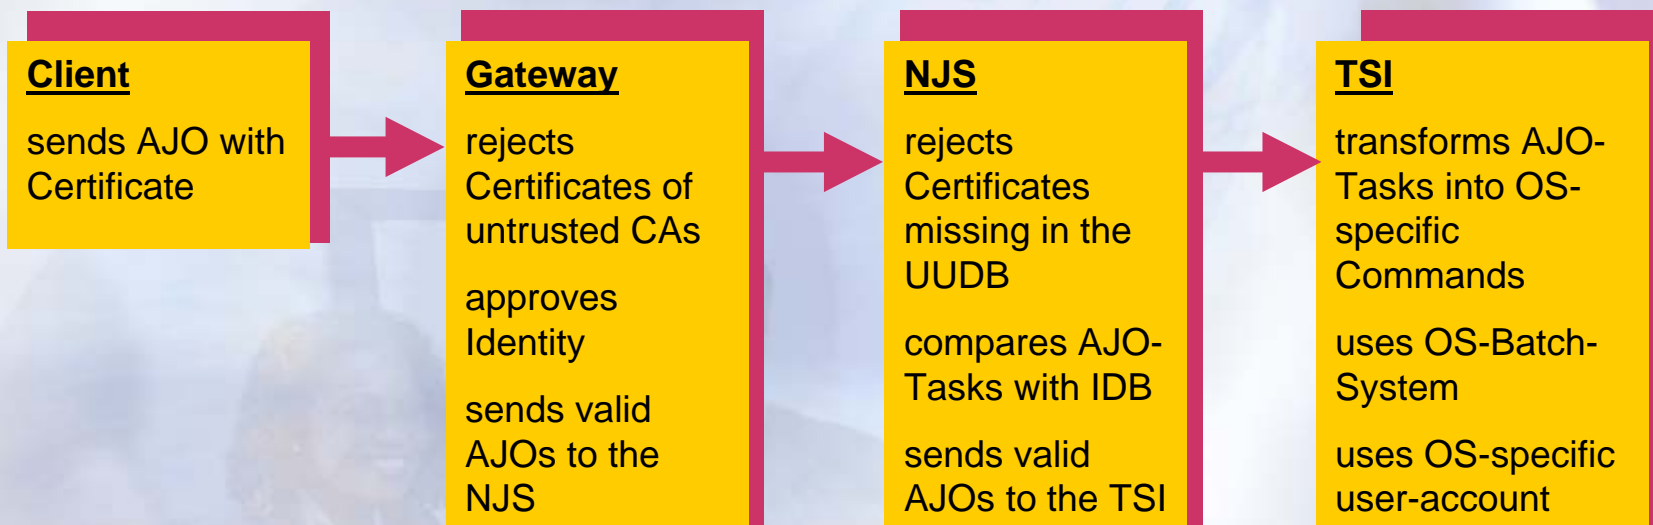 Client
sends AJO with
Certificate
Gateway
rejects
Certificates of
untrusted CAs
approves
Identity
sends valid
AJOs to the
NJS
NJS
rejects
Certificates
missing in the
UUDB
compares AJO-
Tasks with IDB
sends valid
AJOs to the TSI
TSI
transforms AJO-
Tasks into OS-
specific
Commands
uses OS-Batch-
System
uses OS-specific
user-account